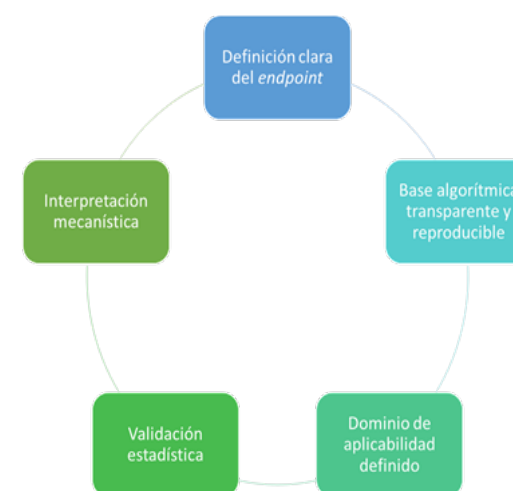 Definición clara
del endpoint
Base algorítmica
transparente y
reproducible
Dominio de
aplicabilidad
definido
Validación
estadística
Interpretación
mecanística